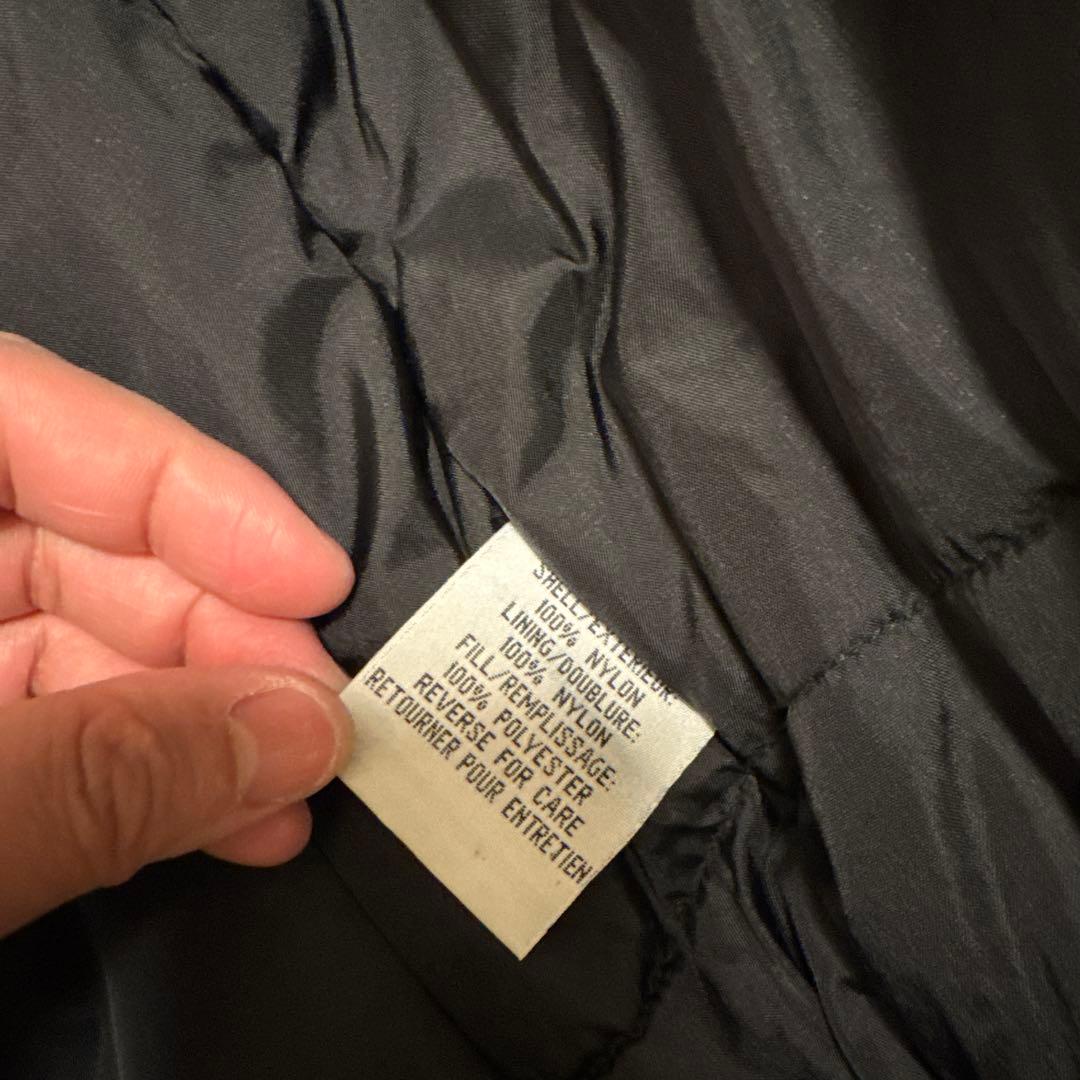 SHELL/EXTERIEUR:
100% NYLON
LINING/DOUBLURE:
100% NYLON
FILL/REMPLISSAGE:
100% POLYESTER
REVERSE FOR CARE
RETOURNER POUR ENTRETIEN